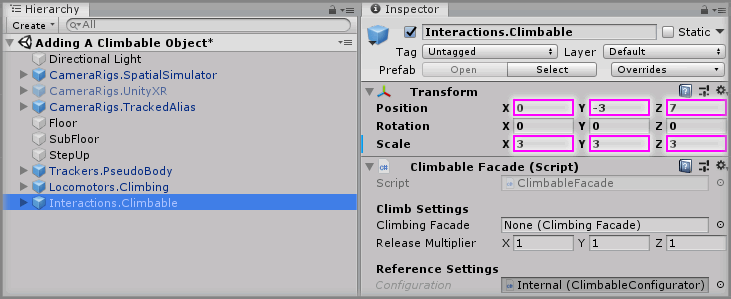 Hierarchy
Create
All
Adding A Climbable Object*
Directional Light
CameraRigs.SpatialSimulator
CameraRigs.UnityXR
CameraRigs.TrackedAlias
Floor
SubFloor
StepUp
Trackers.PseudoBody
Locomotors.Climbing
Interactions.Climbable
Inspector
Interactions.Climbable Static
Tag Untagged Layer Default
Prefab Open Select Overrides
Transform
Position X 0 Y -3 Z 7
Rotation X 0 Y 0 Z 0
Scale X 3 Y 3 Z 3
Climbable Facade (Script)
Script ClimbableFacade
Climb Settings
Climbing Facade None (Climbing Facade)
Release Multiplier X 1 Y 1 Z 1
Reference Settings
Configuration Internal (ClimbableConfigurator)